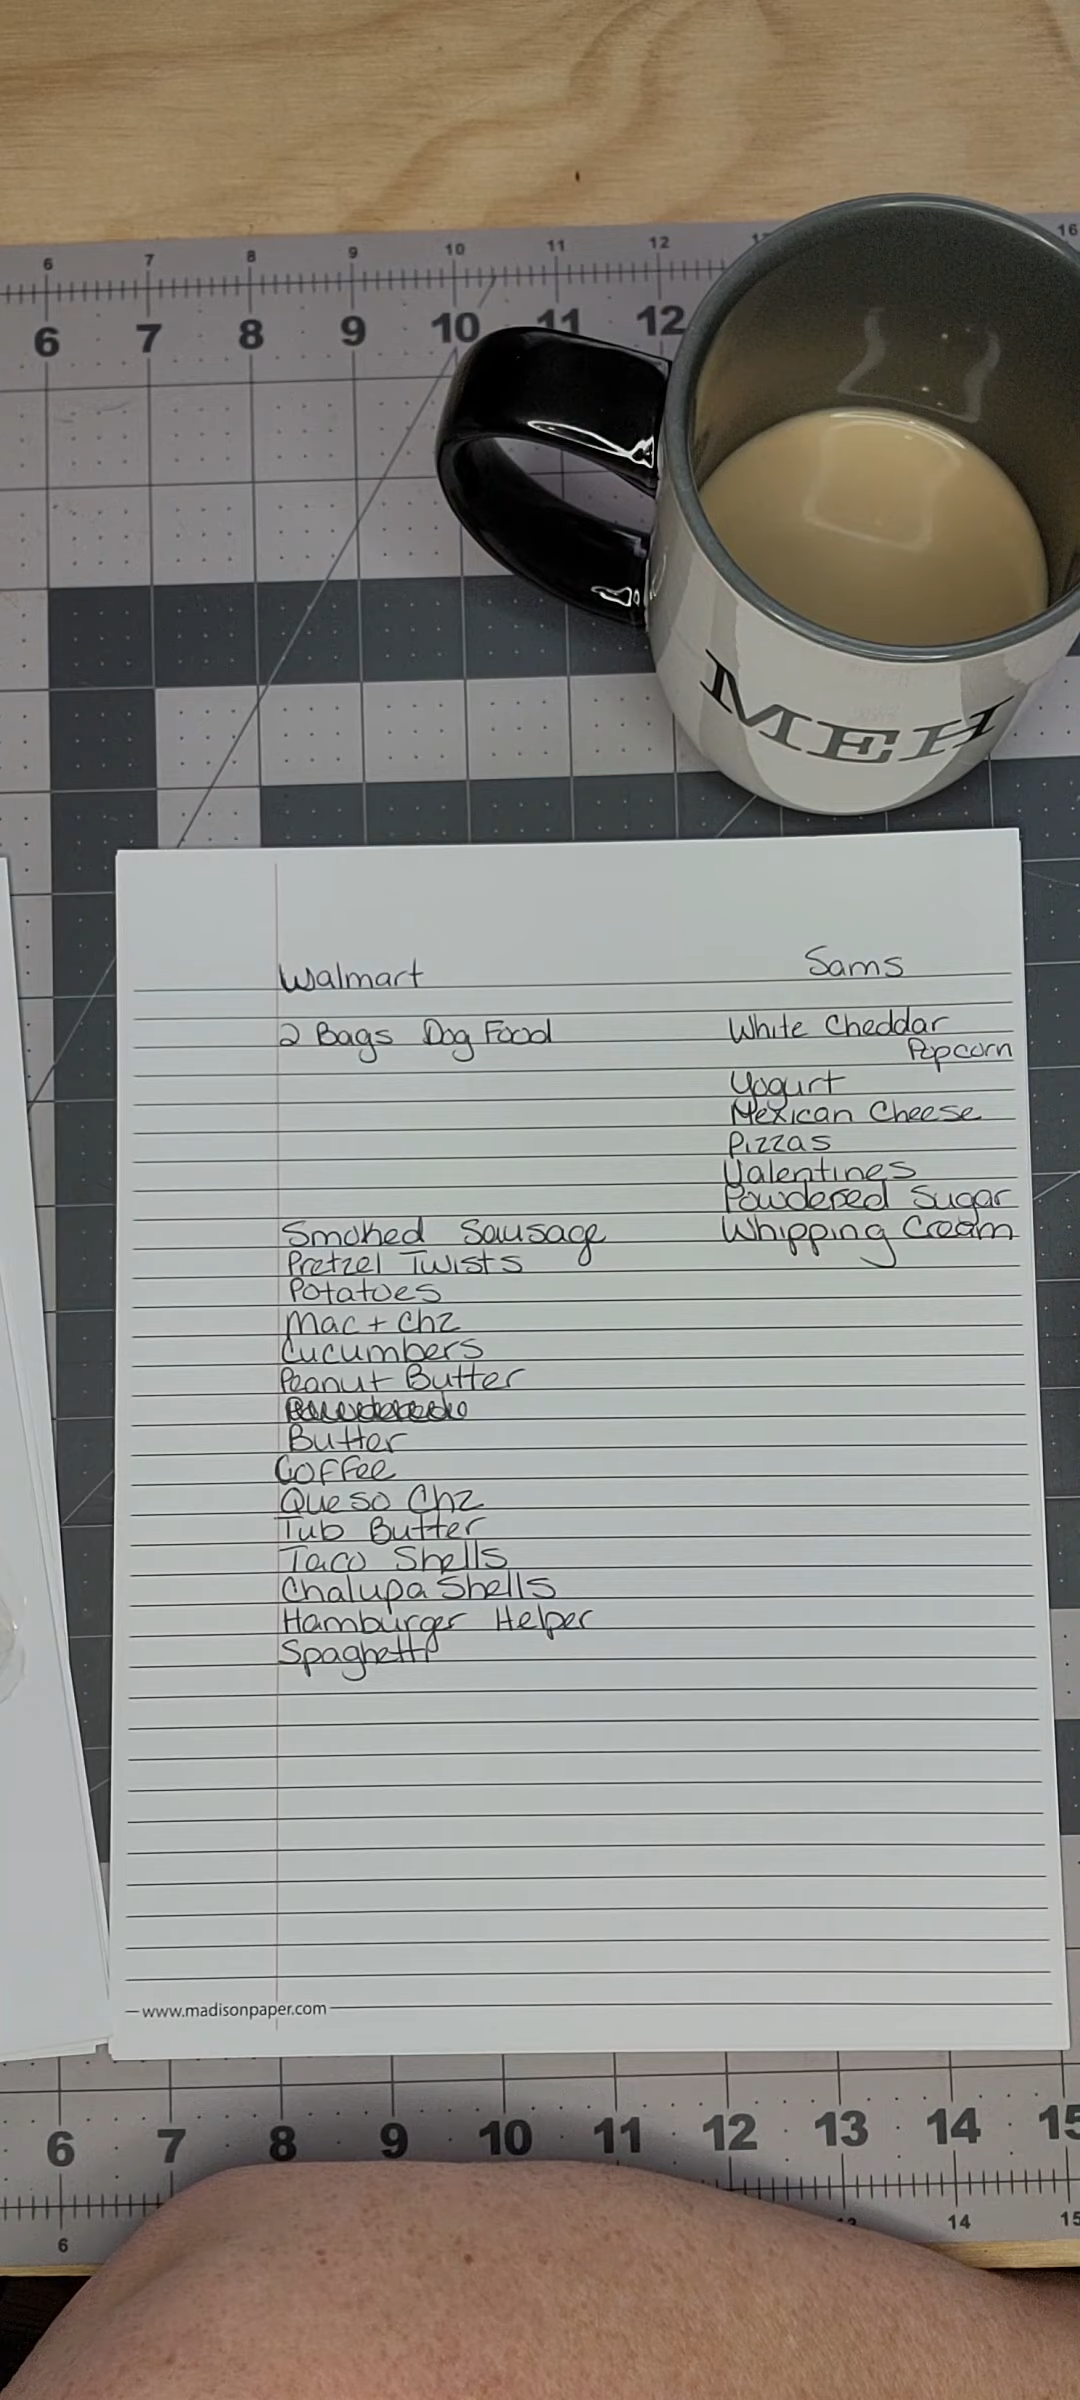 6 7 8 9 10 11 12 16
6 7 8 9 10 11 12
MEH
Walmart
2 Bags Dog Food
Smoked Sausage
Pretzel Twists
Potatoes
Mac + Chz
Cucumbers
Peanut Butter
Butter
Coffee
Queso Chz
Tub Butter
Taco Shells
Chalupa Shells
Hamburger Helper
Spaghetti
Sams
White Cheddar
Popcorn
Yogurt
Mexican Cheese
Pizzas
Valentines
Powdered Sugar
Whipping Cream
www.madisonpaper.com
6 7 8 9 10 11 12 13 14 15
6 14 15